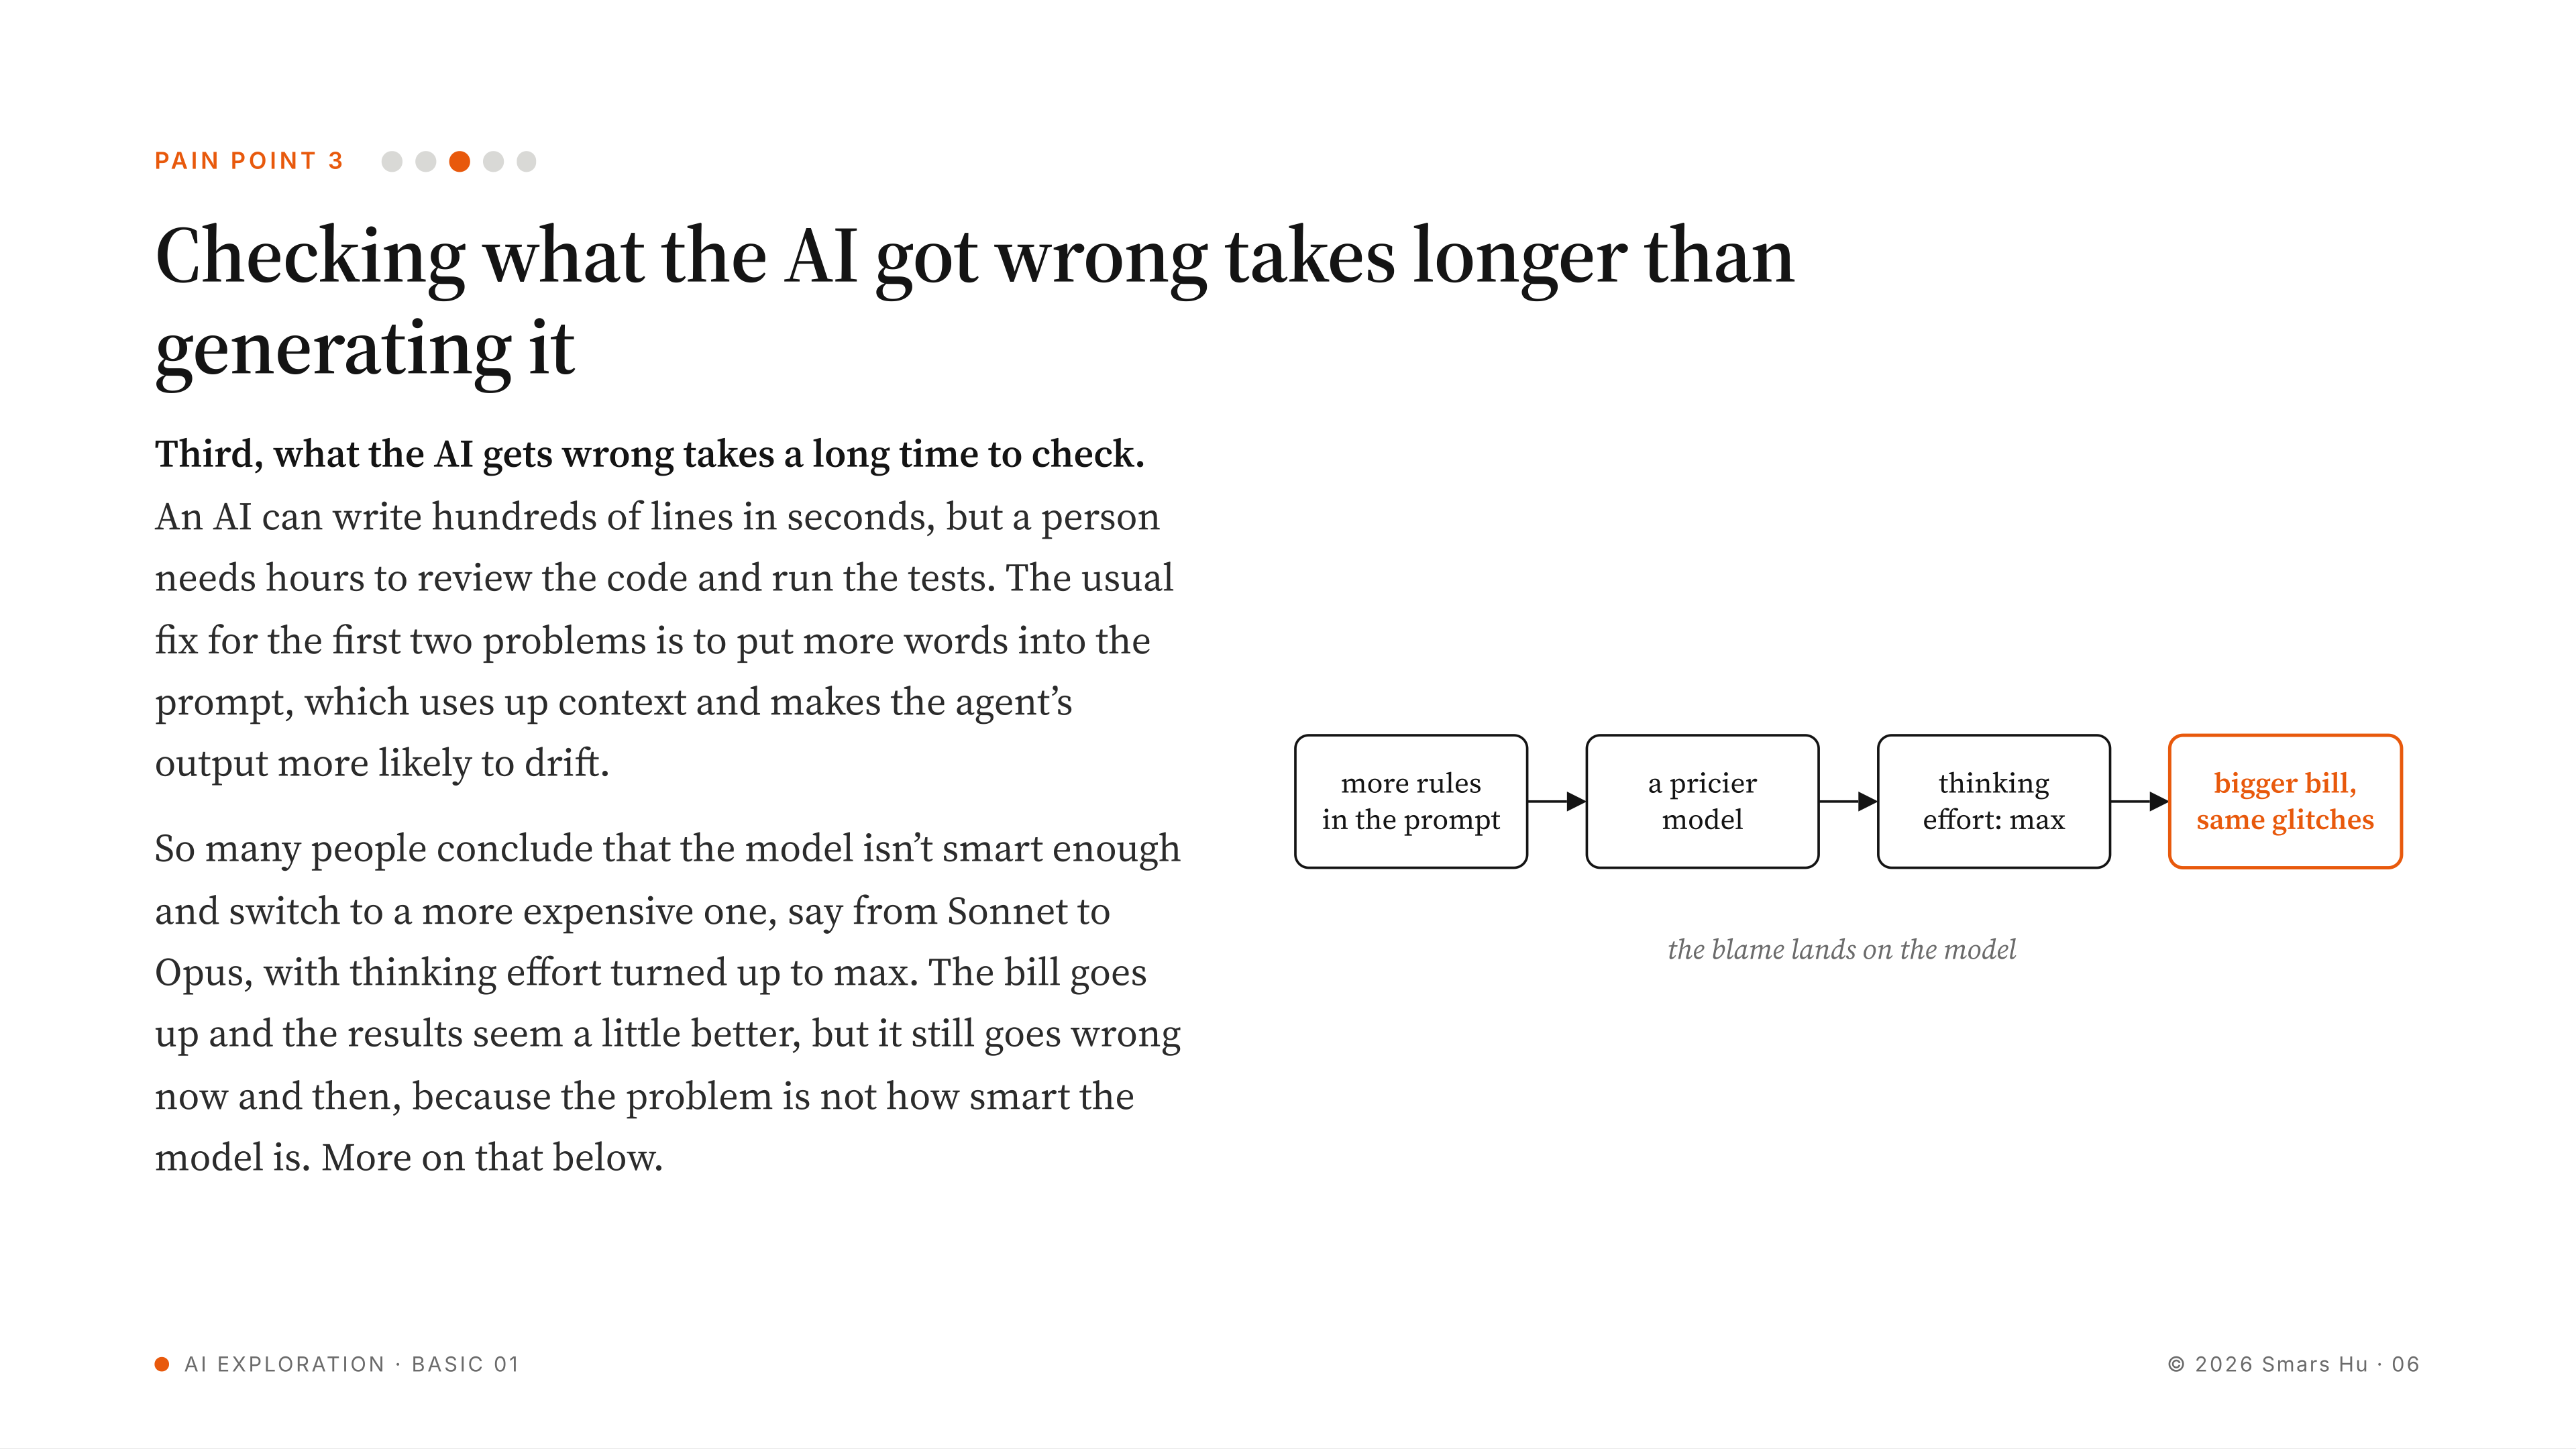 PAIN POINT 3
Checking what the AI got wrong takes longer than
generating it
Third, what the AI gets wrong takes a long time to check.
An AI can write hundreds of lines in seconds, but a person
needs hours to review the code and run the tests. The usual
fix for the first two problems is to put more words into the
prompt, which uses up context and makes the agent’s
output more likely to drift.
So many people conclude that the model isn’t smart enough
and switch to a more expensive one, say from Sonnet to
Opus, with thinking effort turned up to max. The bill goes
up and the results seem a little better, but it still goes wrong
now and then, because the problem is not how smart the
model is. More on that below.
more rules
in the prompt
a pricier
model
thinking
effort: max
bigger bill,
same glitches
the blame lands on the model
AI EXPLORATION · BASIC 01
© 2026 Smars Hu · 06